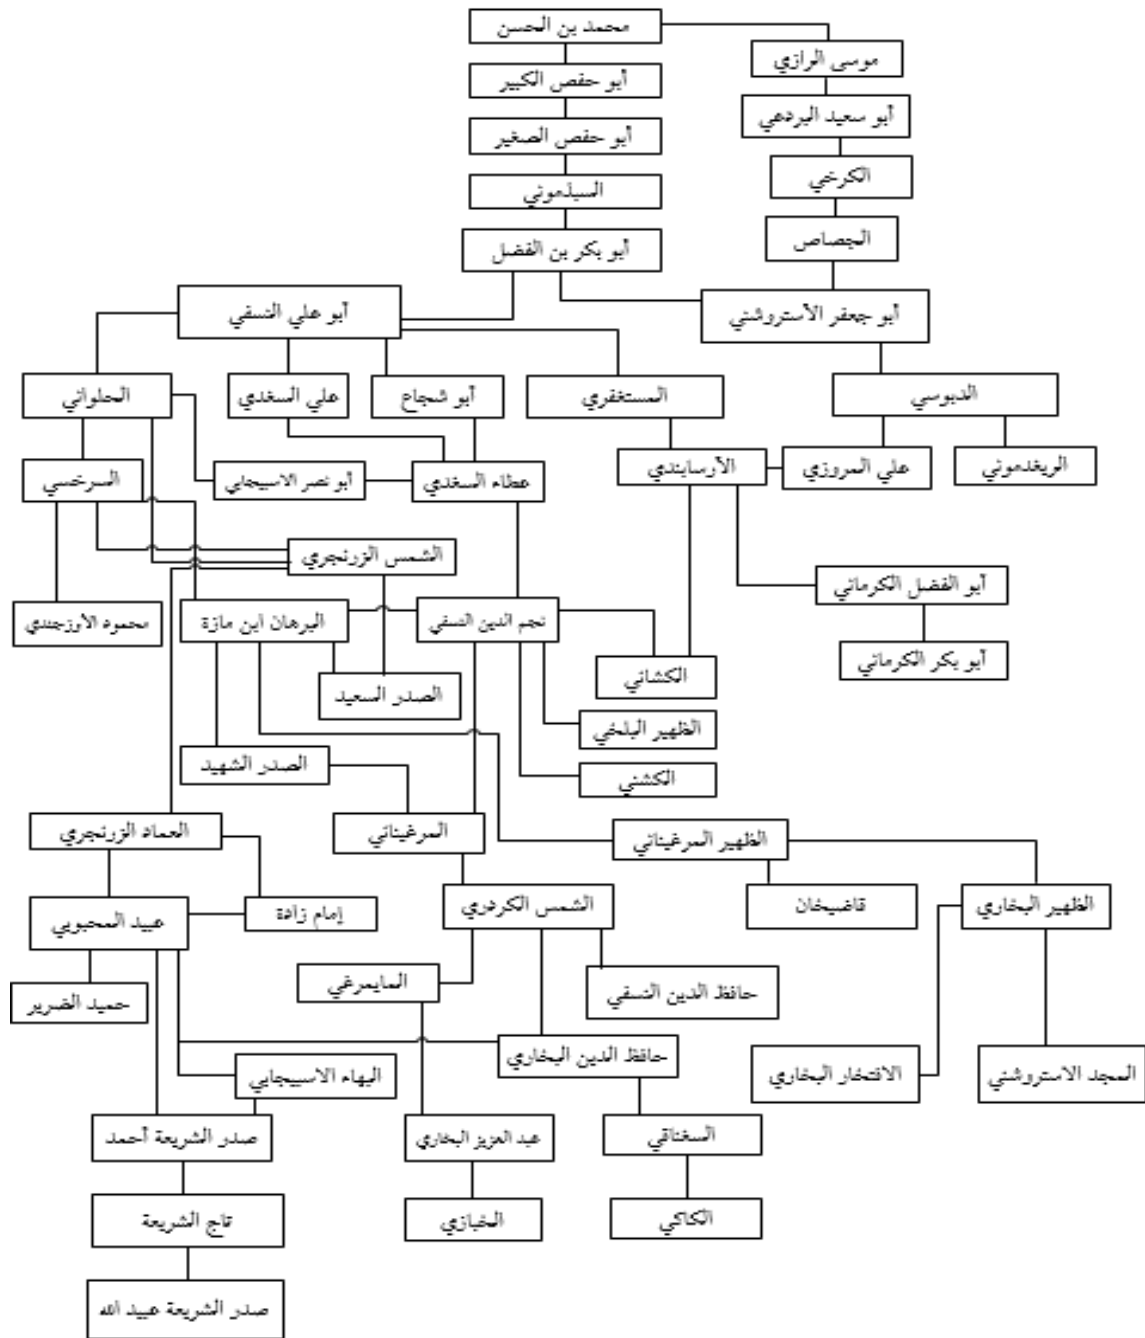 محمد بن الحسن
موسى الرازي
أبو حفص الكبير
أبو سعيد البردعي
أبو حفص الصغير
الكرخي
السبذموني
الجصاص
أبو بكر بن الفضل
أبو علي النسفي
أبو جعفر الأستروشني
الحلواني
علي السغدي
أبو شجاع
المستغفري
الدبوسي
السرخسي
أبو نصر الاسبيجابي
عطاء السغدي
الأرسابندي
علي المروزي
الريغدموني
الشمس الزرنجري
أبو الفضل الكرماني
محمود الأوزجندي
البرهان ابن مازة
نجم الدين النسفي
أبو بكر الكرماني
الكشاني
الصدر السعيد
الظهير البلخي
الصدر الشهيد
الكشني
العماد الزرنجري
المرغيناني
الظهير المرغيناني
عبيد المحبوبي
إمام زادة
الشمس الكردري
قاضيخان
الظهير البخاري
حميد الضرير
المايمرغي
حافظ الدين النسفي
حافظ الدين البخاري
البهاء الاسبيجابي
الافتخار البخاري
المجد الاستروشني
صدر الشريعة أحمد
عبد العزيز البخاري
السغناقي
تاج الشريعة
الخبازي
الكاكي
صدر الشريعة عبيد الله